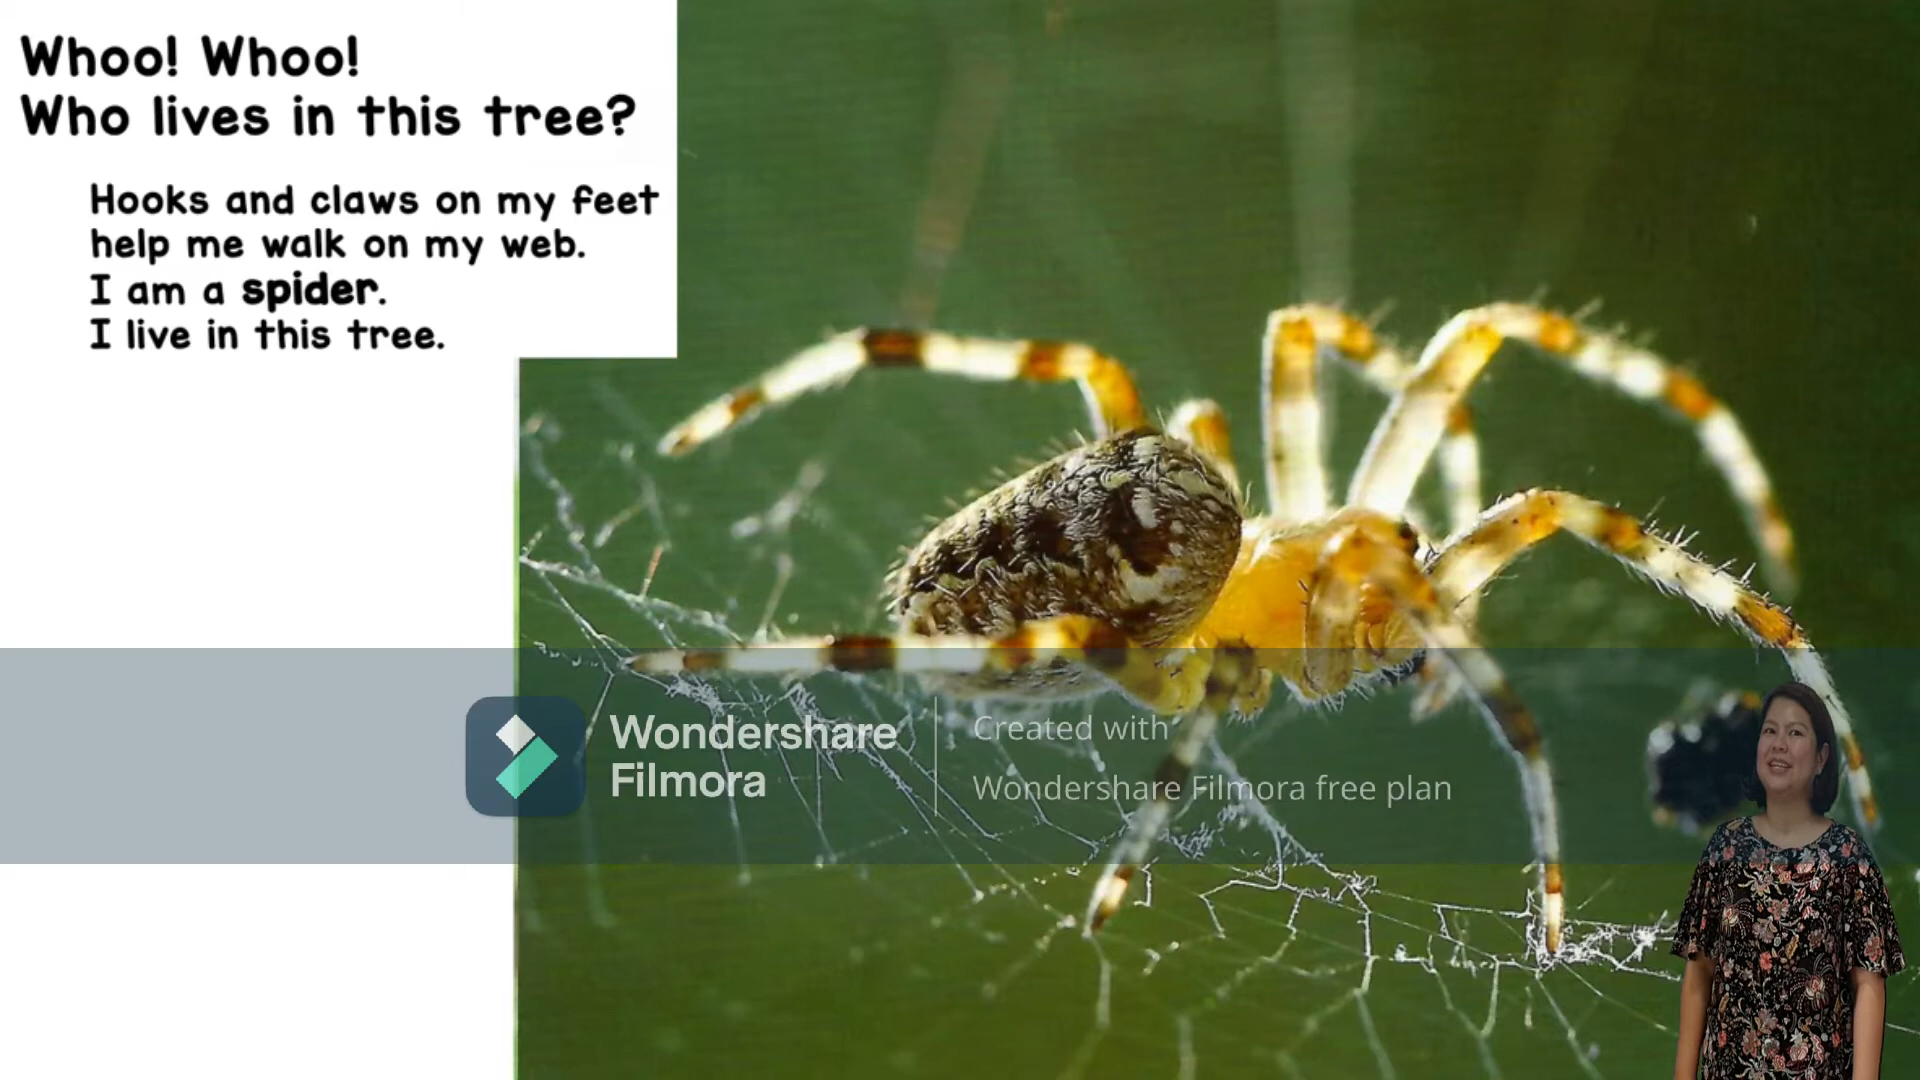 Whoo! Whoo!
Who lives in this tree?
Hooks and claws on my feet
help me walk on my web.
I am a spider.
I live in this tree.
Wondershare
Filmora
Created with
Wondershare Filmora free plan